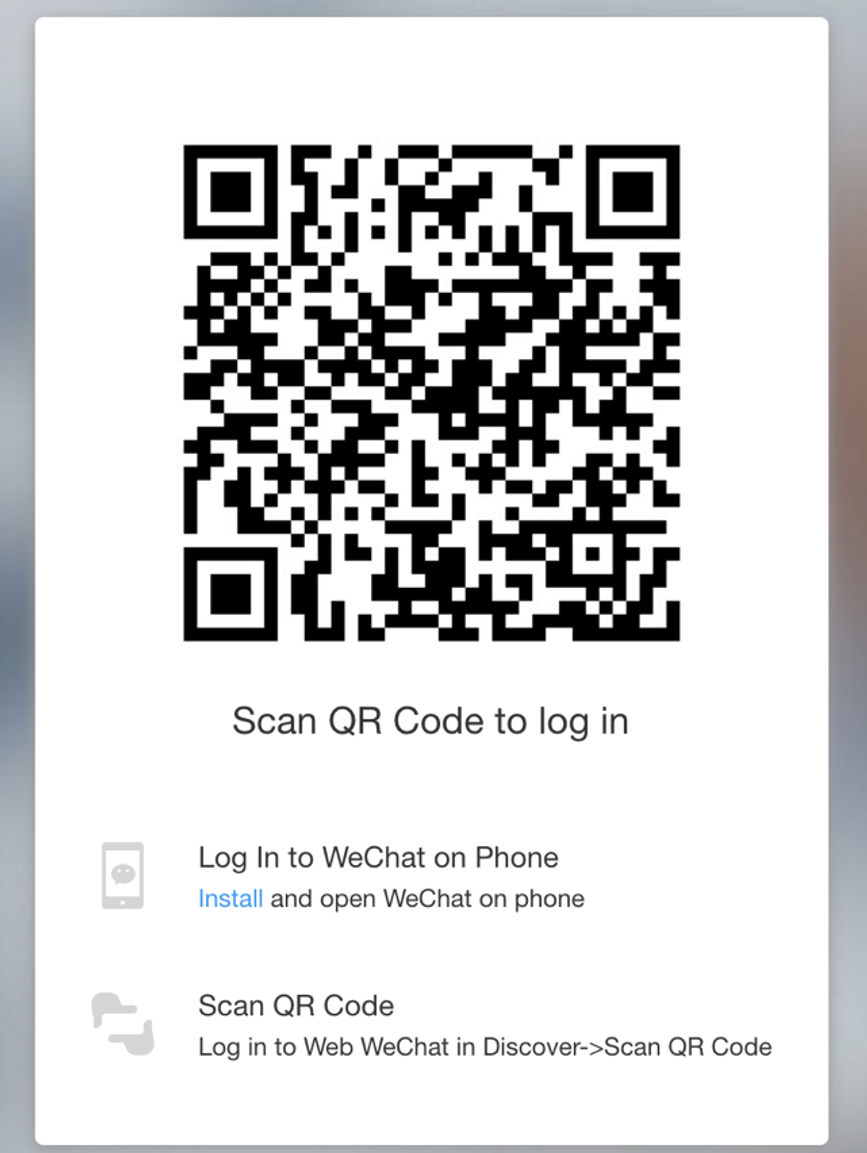 Scan QR Code to log in
Log In to WeChat on Phone
Install and open WeChat on phone
Scan QR Code
Log in to Web WeChat in Discover->Scan QR Code